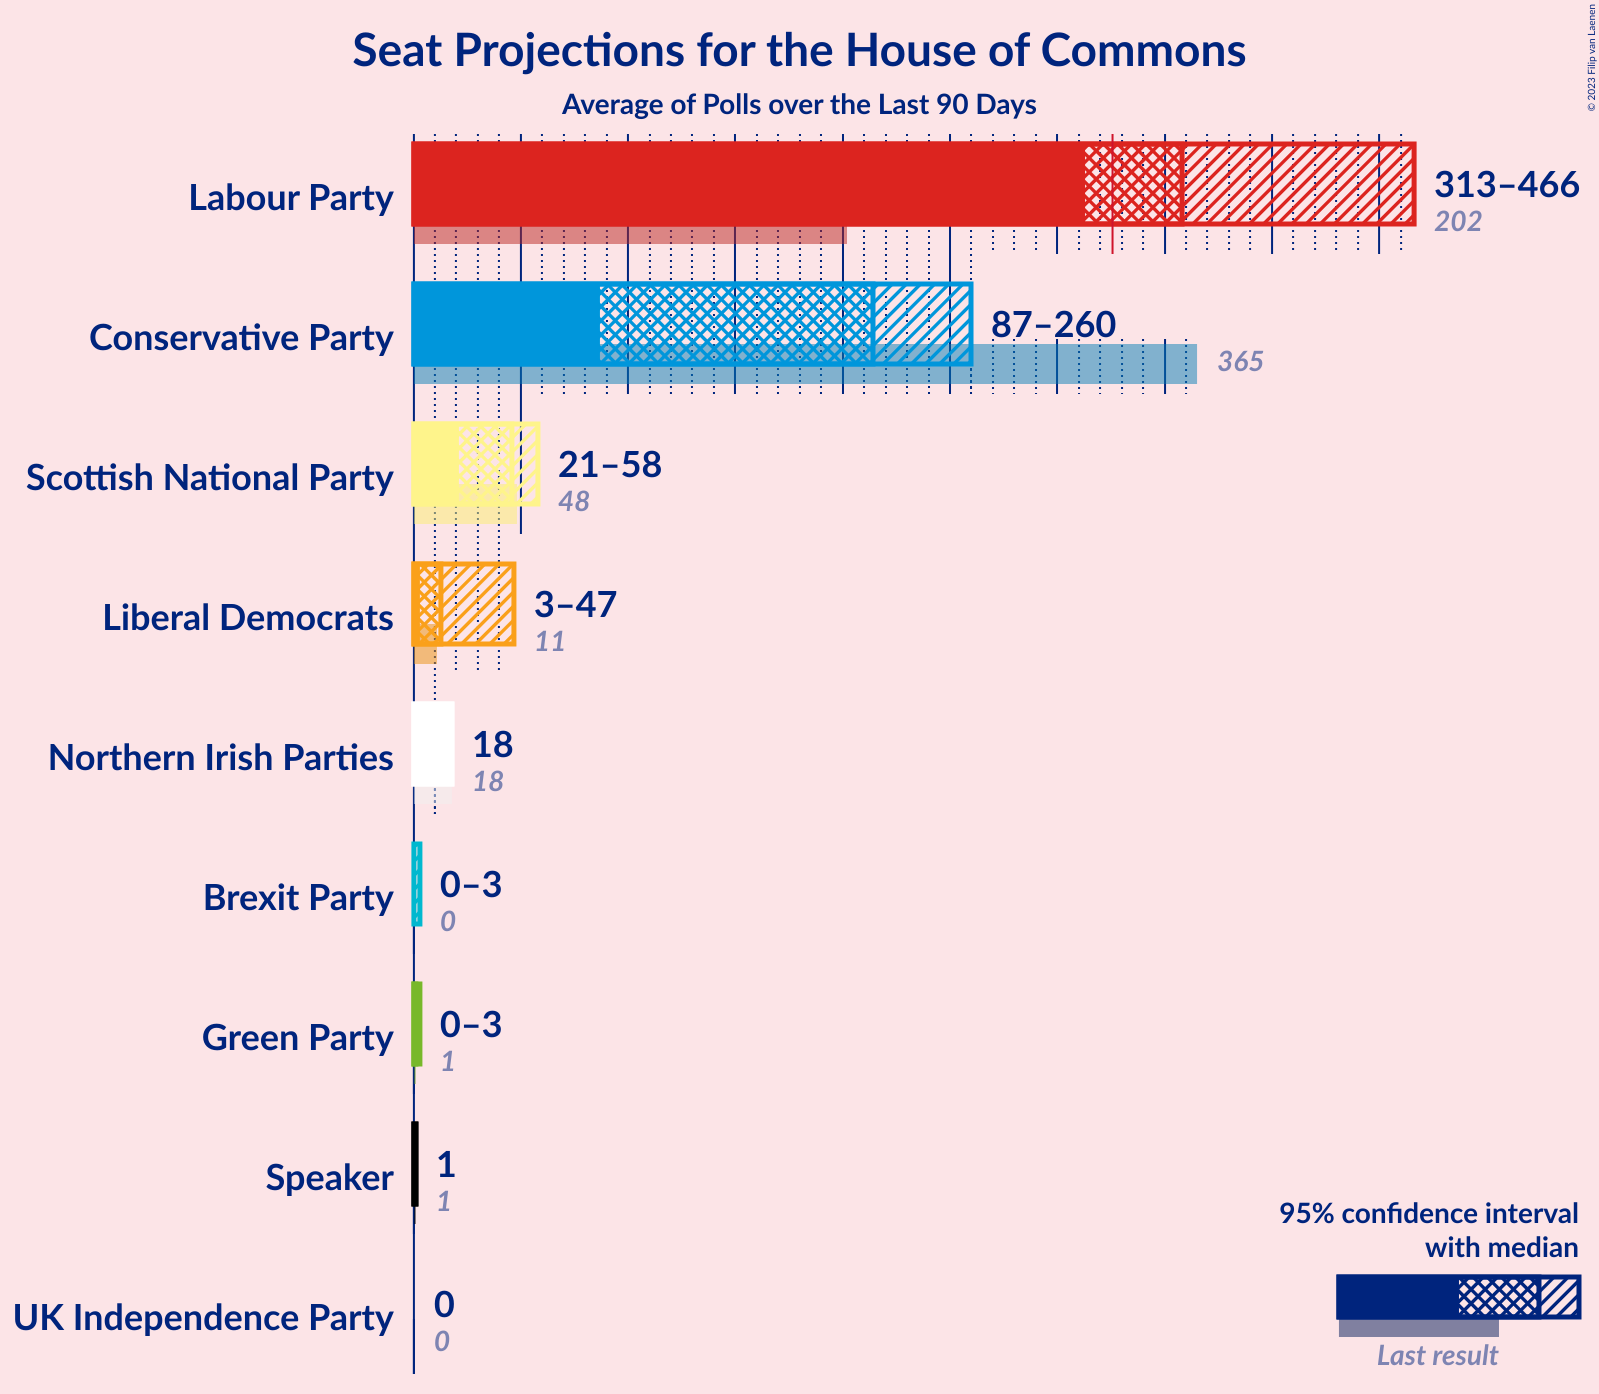 Seat Projections for the House of Commons
Average of Polls over the Last 90 Days
© 2023 Filip van Laenen
Labour Party
313–466
202
Conservative Party
87–260
365
Scottish National Party
21–58
48
Liberal Democrats
3–47
11
Northern Irish Parties
18
18
Brexit Party
0–3
0
Green Party
0–3
1
Speaker
1
1
UK Independence Party
0
0
95% confidence interval
with median
Last result